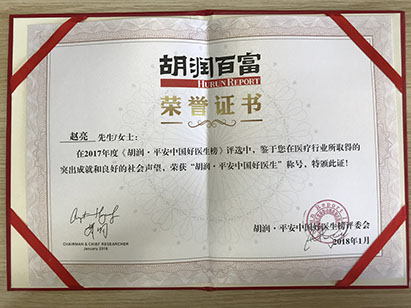 胡润百富
HURUN REPORT
荣誉证书
赵亮 先生/女士：
在2017年度《胡润·平安中国好医生榜》评选中，鉴于您在医疗行业所取得的
突出成就和良好的社会声望，荣获“胡润·平安中国好医生”称号，特颁此证！
CHAIRMAN & CHIEF RESEARCHER
January 2018
胡润·平安中国好医生榜评委会
2018年1月